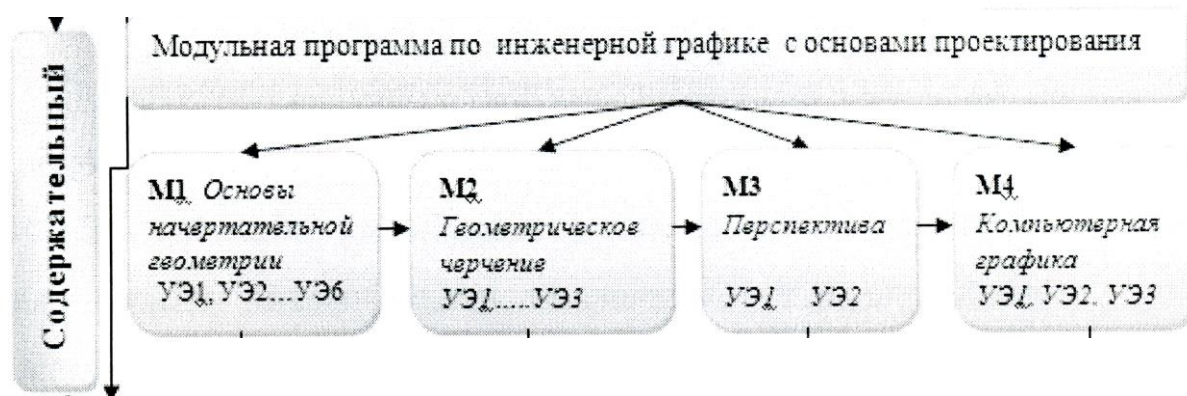 Содержательный
Модульная программа по инженерной графике с основами проектирования
М1 Основы
начертательной
геометрии
УЭ1, УЭ2...УЭ6
М2
Геометрическое
черчение
УЭ1......УЭ3
М3
Перспектива
УЭ1 УЭ2
М4
Компьютерная
графика
УЭ1, УЭ2, УЭ3